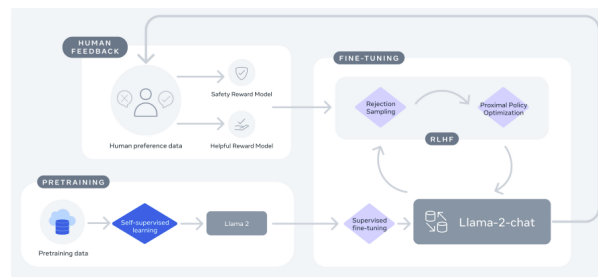 HUMAN
FEEDBACK
Safety Reward Model
Human preference data
Helpful Reward Model
FINE-TUNING
Rejection
Sampling
Proximal Policy
Optimization
RLHF
PRETRAINING
Pretraining data
Self-supervised
learning
Llama 2
Supervised
fine-tuning
Llama-2-chat